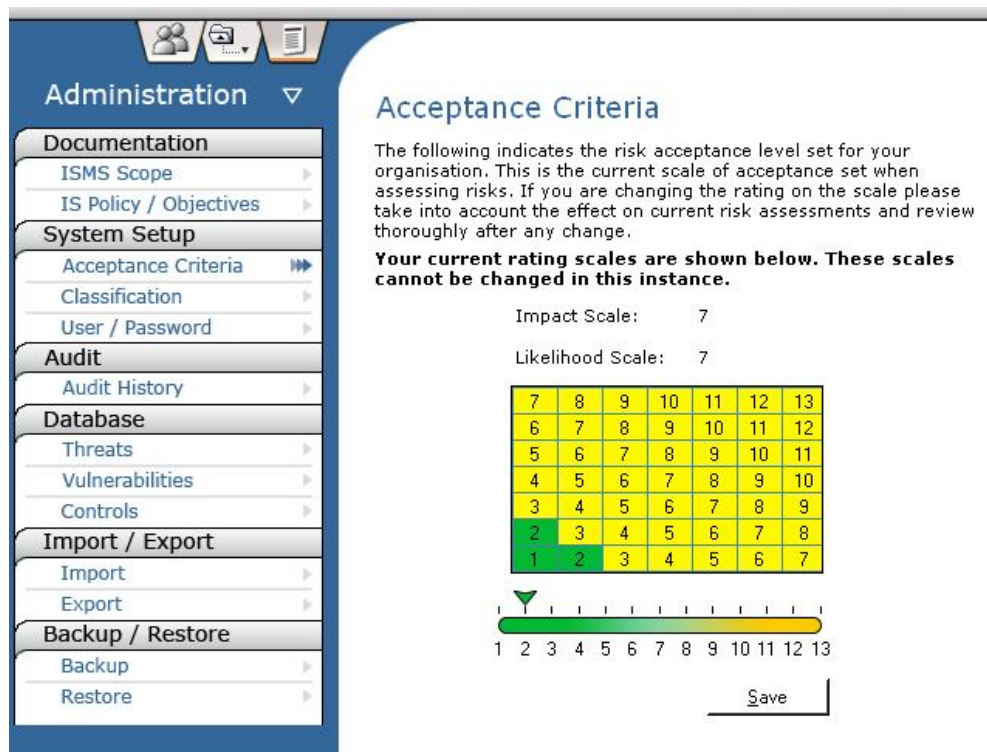 Administration
Documentation
ISMS Scope
IS Policy / Objectives
System Setup
Acceptance Criteria
Classification
User / Password
Audit
Audit History
Database
Threats
Vulnerabilities
Controls
Import / Export
Import
Export
Backup / Restore
Backup
Restore
Acceptance Criteria
The following indicates the risk acceptance level set for your
organisation. This is the current scale of acceptance set when
assessing risks. If you are changing the rating on the scale please
take into account the effect on current risk assessments and review
thoroughly after any change.
Your current rating scales are shown below. These scales
cannot be changed in this instance.
Impact Scale: 7
Likelihood Scale: 7
7 8 9 10 11 12 13
6 7 8 9 10 11 12
5 6 7 8 9 10 11
4 5 6 7 8 9 10
3 4 5 6 7 8 9
2 3 4 5 6 7 8
1 2 3 4 5 6 7
1 2 3 4 5 6 7 8 9 10 11 12 13
Save